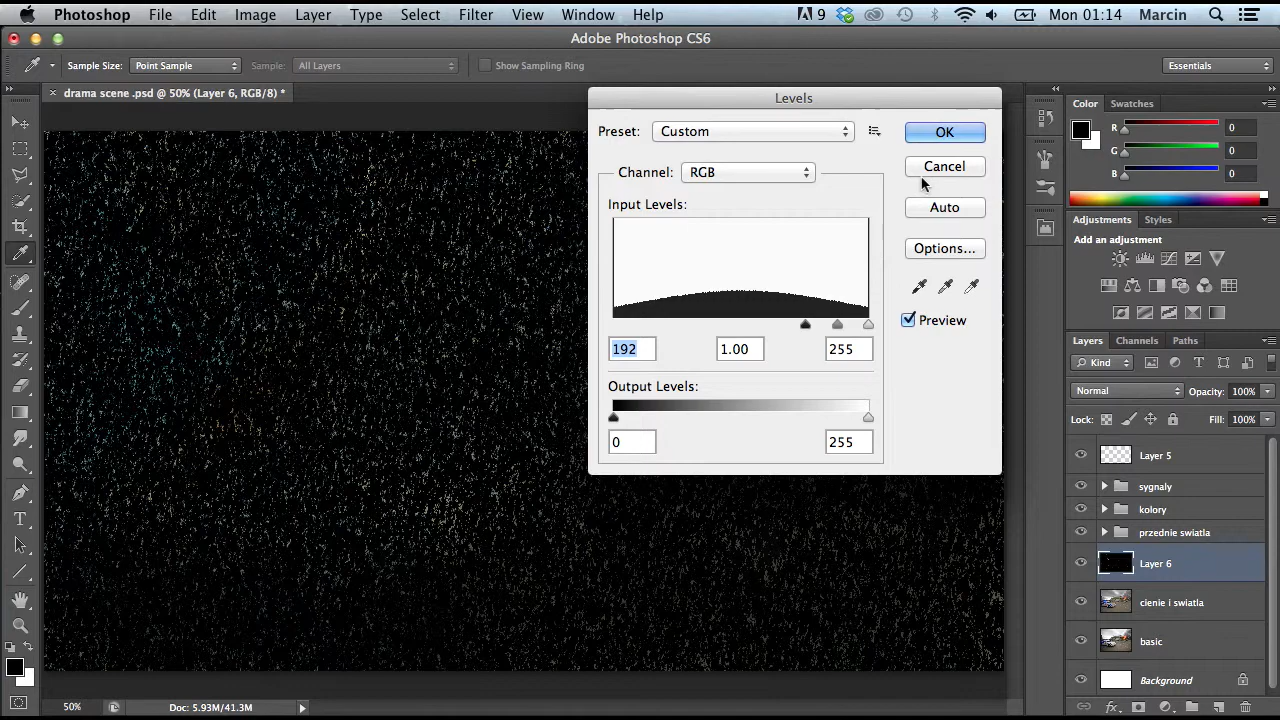 Photoshop File Edit Image Layer Type Select Filter View Window Help 9 Mon 01:14 Marcin
Adobe Photoshop CS6
Sample Size: Point Sample Sample: All Layers Show Sampling Ring Essentials
× drama scene .psd @ 50% (Layer 6, RGB/8) *
Levels
Preset: Custom OK
Cancel
Channel: RGB
Auto
Input Levels:
Options...
Preview
192 1.00 255
Output Levels:
0 255
Color Swatches
R 0
G 0
B 0
Adjustments Styles
Add an adjustment
Layers Channels Paths
Kind
Normal Opacity: 100%
Lock: Fill: 100%
Layer 5
sygnaly
kolory
przednie swiatla
Layer 6
cienie i swiatla
basic
Background
T
fx
50% Doc: 5.93M/41.3M